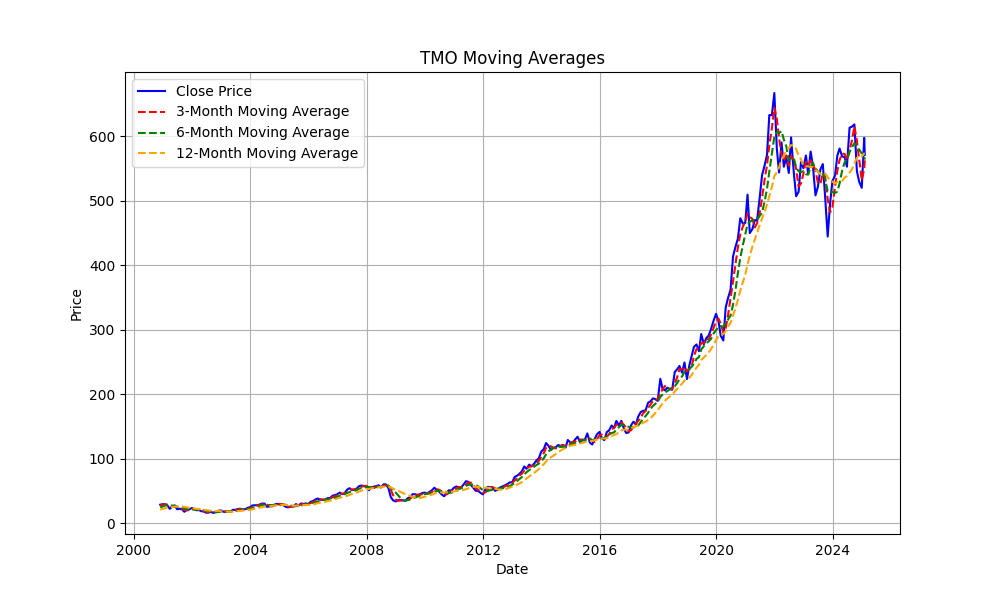 TMO Moving Averages
Close Price
3-Month Moving Average
6-Month Moving Average
12-Month Moving Average
Price
600
500
400
300
200
100
0
2000 2004 2008 2012 2016 2020 2024
Date